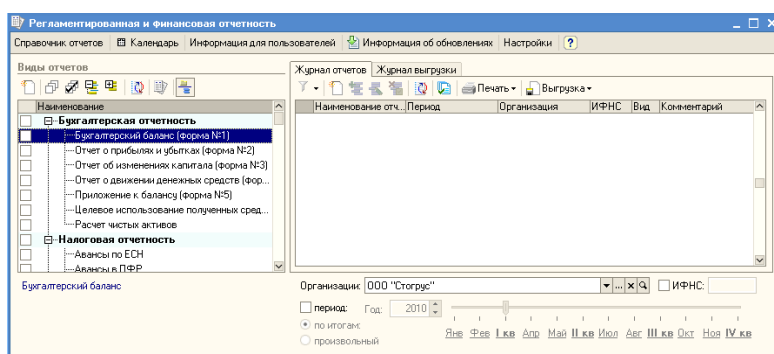 Регламентированная и финансовая отчетность
Справочник отчетов Календарь Информация для пользователей Информация об обновлениях Настройки ?
Виды отчетов
Журнал отчетов Журнал выгрузки
Печать Выгрузка
Наименование
Наименование отч... Период Организация ИФНС Вид Комментарий
Бухгалтерская отчетность
Бухгалтерский баланс (форма №1)
Отчет о прибылях и убытках (форма №2)
Отчет об изменениях капитала (форма №3)
Отчет о движении денежных средств (фор...
Приложение к балансу (форма №5)
Целевое использование полученных сред...
Расчет чистых активов
Налоговая отчетность
Авансы по ЕСН
Авансы в ПФР
Бухгалтерский баланс
Организации: ООО "Сторгрус" ... x ИФНС:
период: Год: 2010
по итогам:
произвольный
Янв Фев I кв Апр Май II кв Июл Авг III кв Окт Ноя IV кв